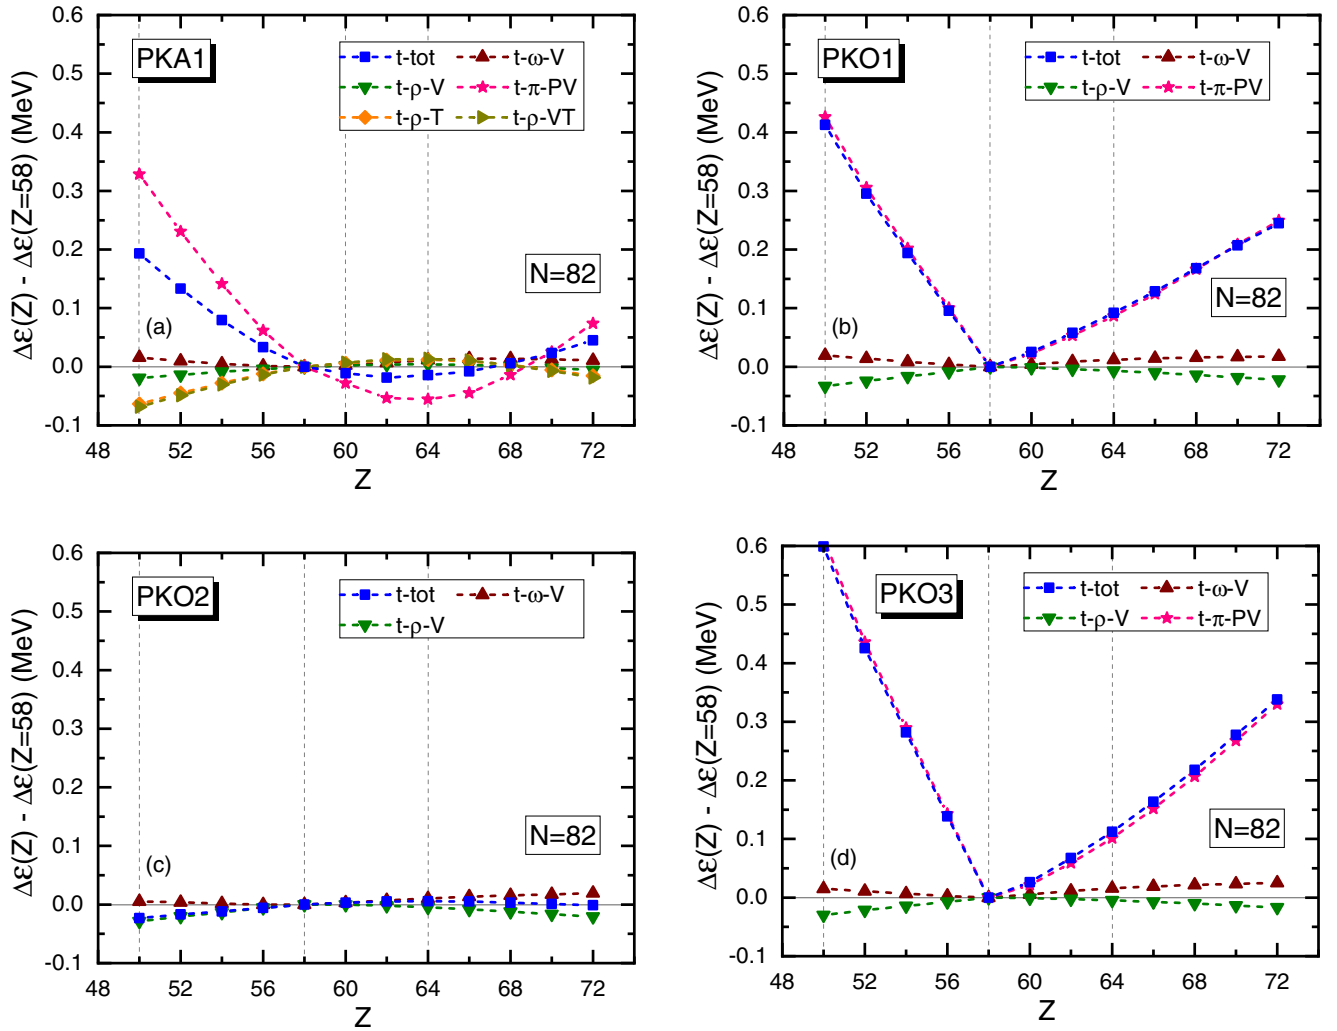 PKA1
t-tot
t-ω-V
t-ρ-V
t-π-PV
t-ρ-T
t-ρ-VT
N=82
(a)
Δε(Z) - Δε(Z=58) (MeV)
0.6
0.5
0.4
0.3
0.2
0.1
0.0
-0.1
48 52 56 60 64 68 72
Z
PKO1
t-tot
t-ω-V
t-ρ-V
t-π-PV
N=82
(b)
Δε(Z) - Δε(Z=58) (MeV)
0.6
0.5
0.4
0.3
0.2
0.1
0.0
-0.1
48 52 56 60 64 68 72
Z
PKO2
t-tot
t-ω-V
t-ρ-V
N=82
(c)
Δε(Z) - Δε(Z=58) (MeV)
0.6
0.5
0.4
0.3
0.2
0.1
0.0
-0.1
48 52 56 60 64 68 72
Z
PKO3
t-tot
t-ω-V
t-ρ-V
t-π-PV
N=82
(d)
Δε(Z) - Δε(Z=58) (MeV)
0.6
0.5
0.4
0.3
0.2
0.1
0.0
-0.1
48 52 56 60 64 68 72
Z